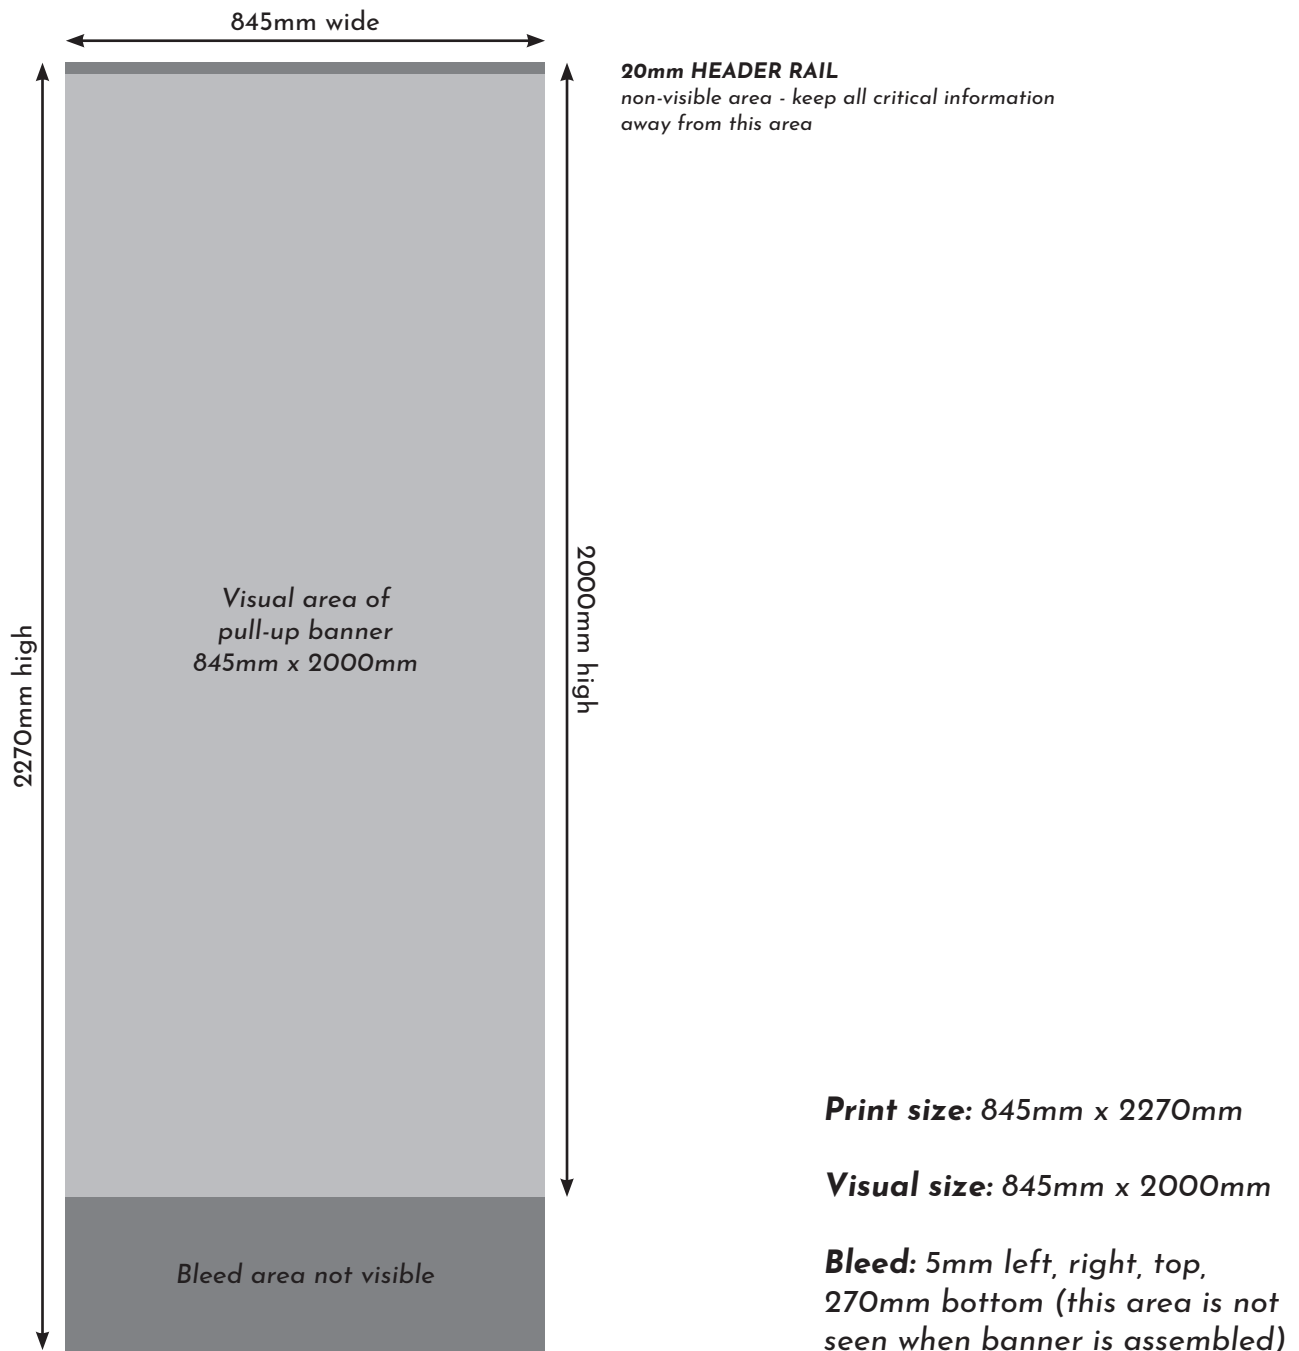 845mm wide
20mm HEADER RAIL
non-visible area - keep all critical information
away from this area
2270mm high
Visual area of
pull-up banner
845mm x 2000mm
2000mm high
Print size: 845mm x 2270mm
Visual size: 845mm x 2000mm
Bleed area not visible
Bleed: 5mm left, right, top,
270mm bottom (this area is not
seen when banner is assembled)